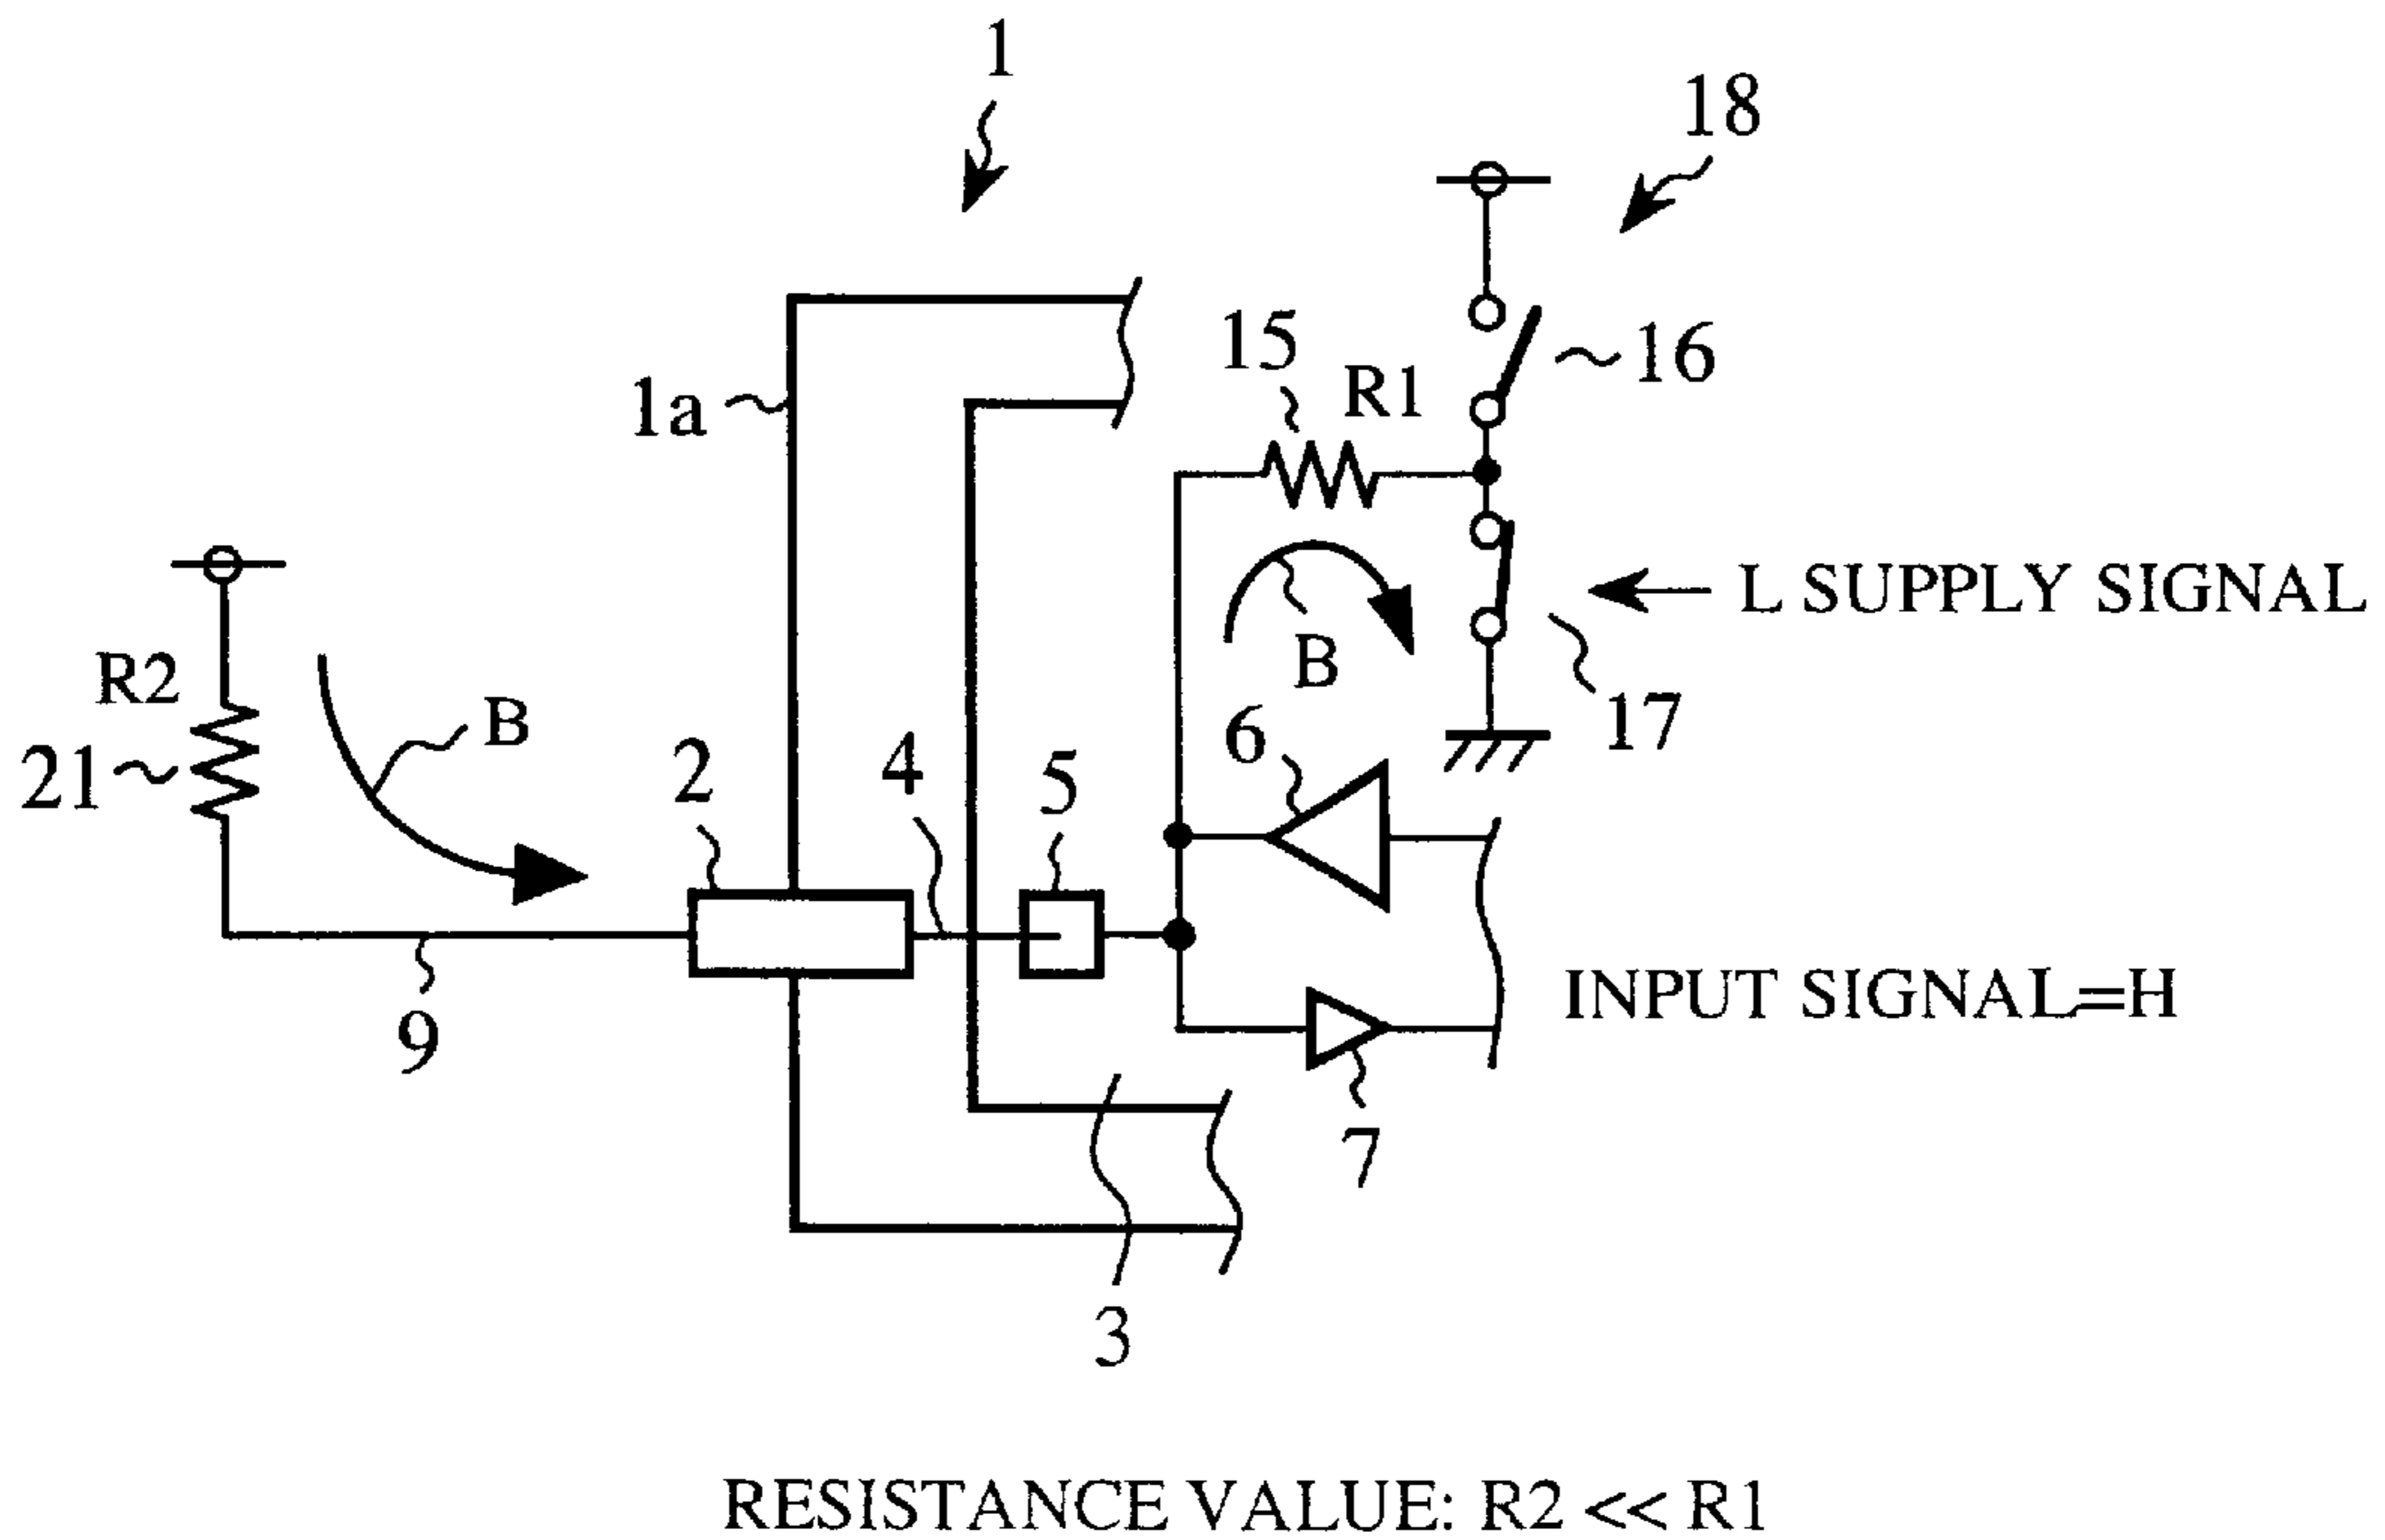 1
18
15
R1
16
1a
L SUPPLY SIGNAL
R2
B
B
17
21
2
4
5
6
9
INPUT SIGNAL=H
7
3
RESISTANCE VALUE: R2 << R1